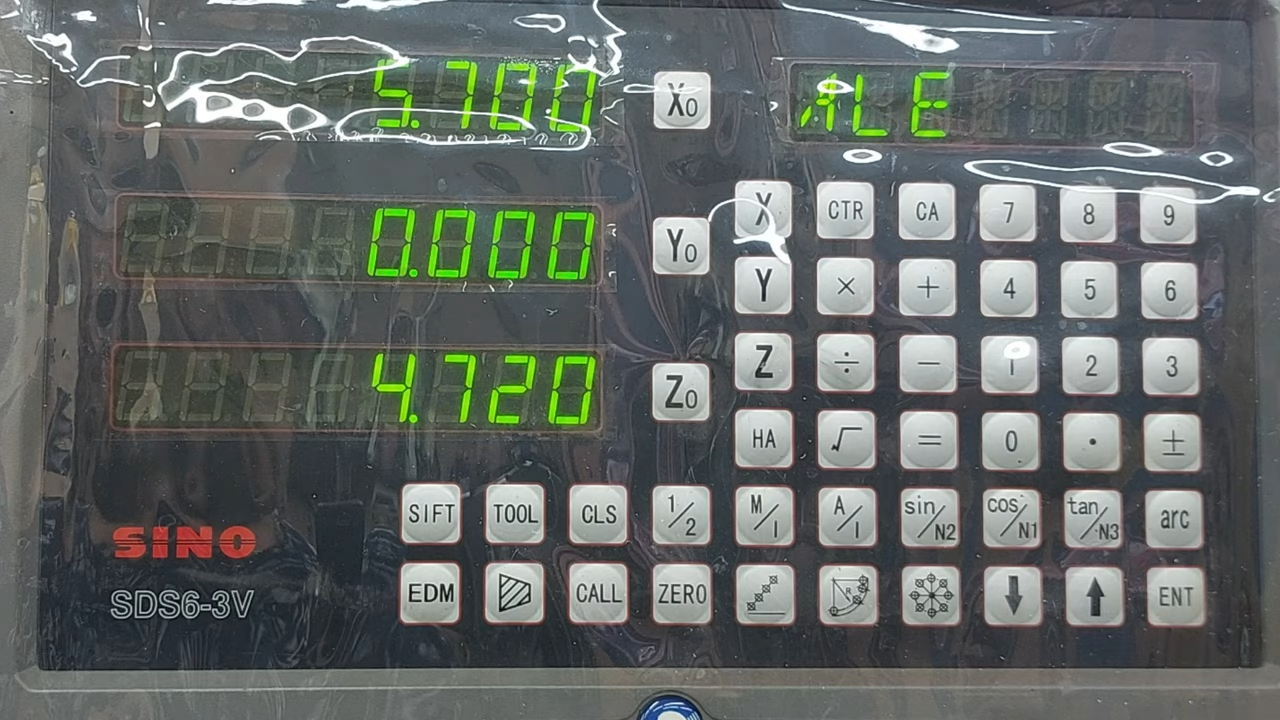 5.700 X0 ALE
0.000 Y0 X CTR CA 7 8 9
Y × + 4 5 6
4.720 Z0 Z ÷ − 1 2 3
HA √ = 0 . ±
SIFT TOOL CLS 1/2 M/I A/I sin/N2 cos/N1 tan/N3 arc
SINO
EDM CALL ZERO R ⬇ ⬆ ENT
SDS6-3V